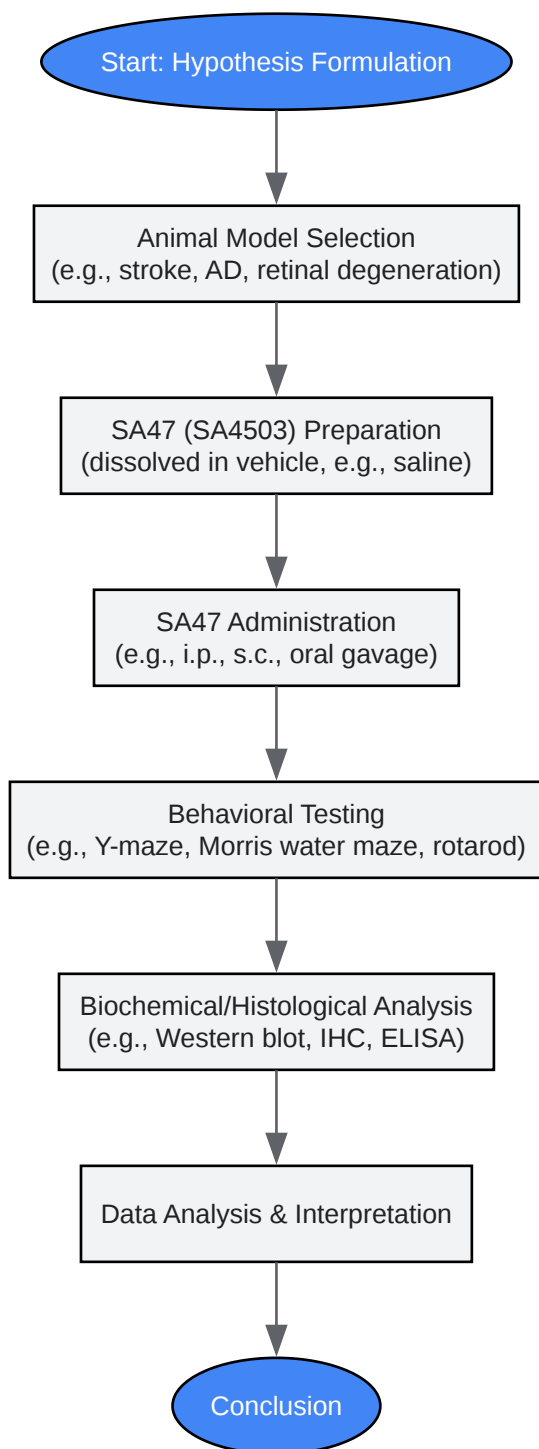 Start: Hypothesis Formulation
Animal Model Selection
(e.g., stroke, AD, retinal degeneration)
SA47 (SA4503) Preparation
(dissolved in vehicle, e.g., saline)
SA47 Administration
(e.g., i.p., s.c., oral gavage)
Behavioral Testing
(e.g., Y-maze, Morris water maze, rotarod)
Biochemical/Histological Analysis
(e.g., Western blot, IHC, ELISA)
Data Analysis & Interpretation
Conclusion